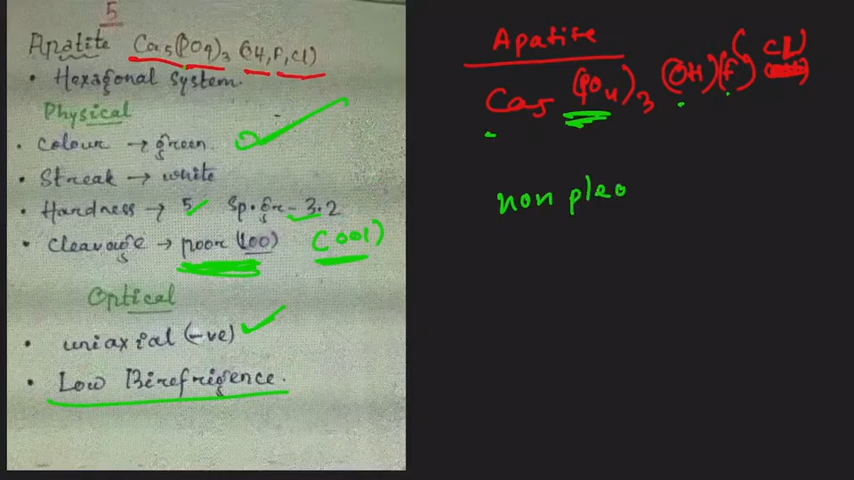 5
Apatite Ca5(PO4)3 (OH, F, Cl)
• Hexagonal System.
Physical
• Colour → green.
• Streak → white
• Hardness → 5 Sp.gr - 3.2
• Cleavage → poor (100) (001)
Optical
• uniaxial (-ve)
• Low Birefrigence.
Apatite
Ca5 (PO4)3 (OH) (F) (Cl)
non pleo